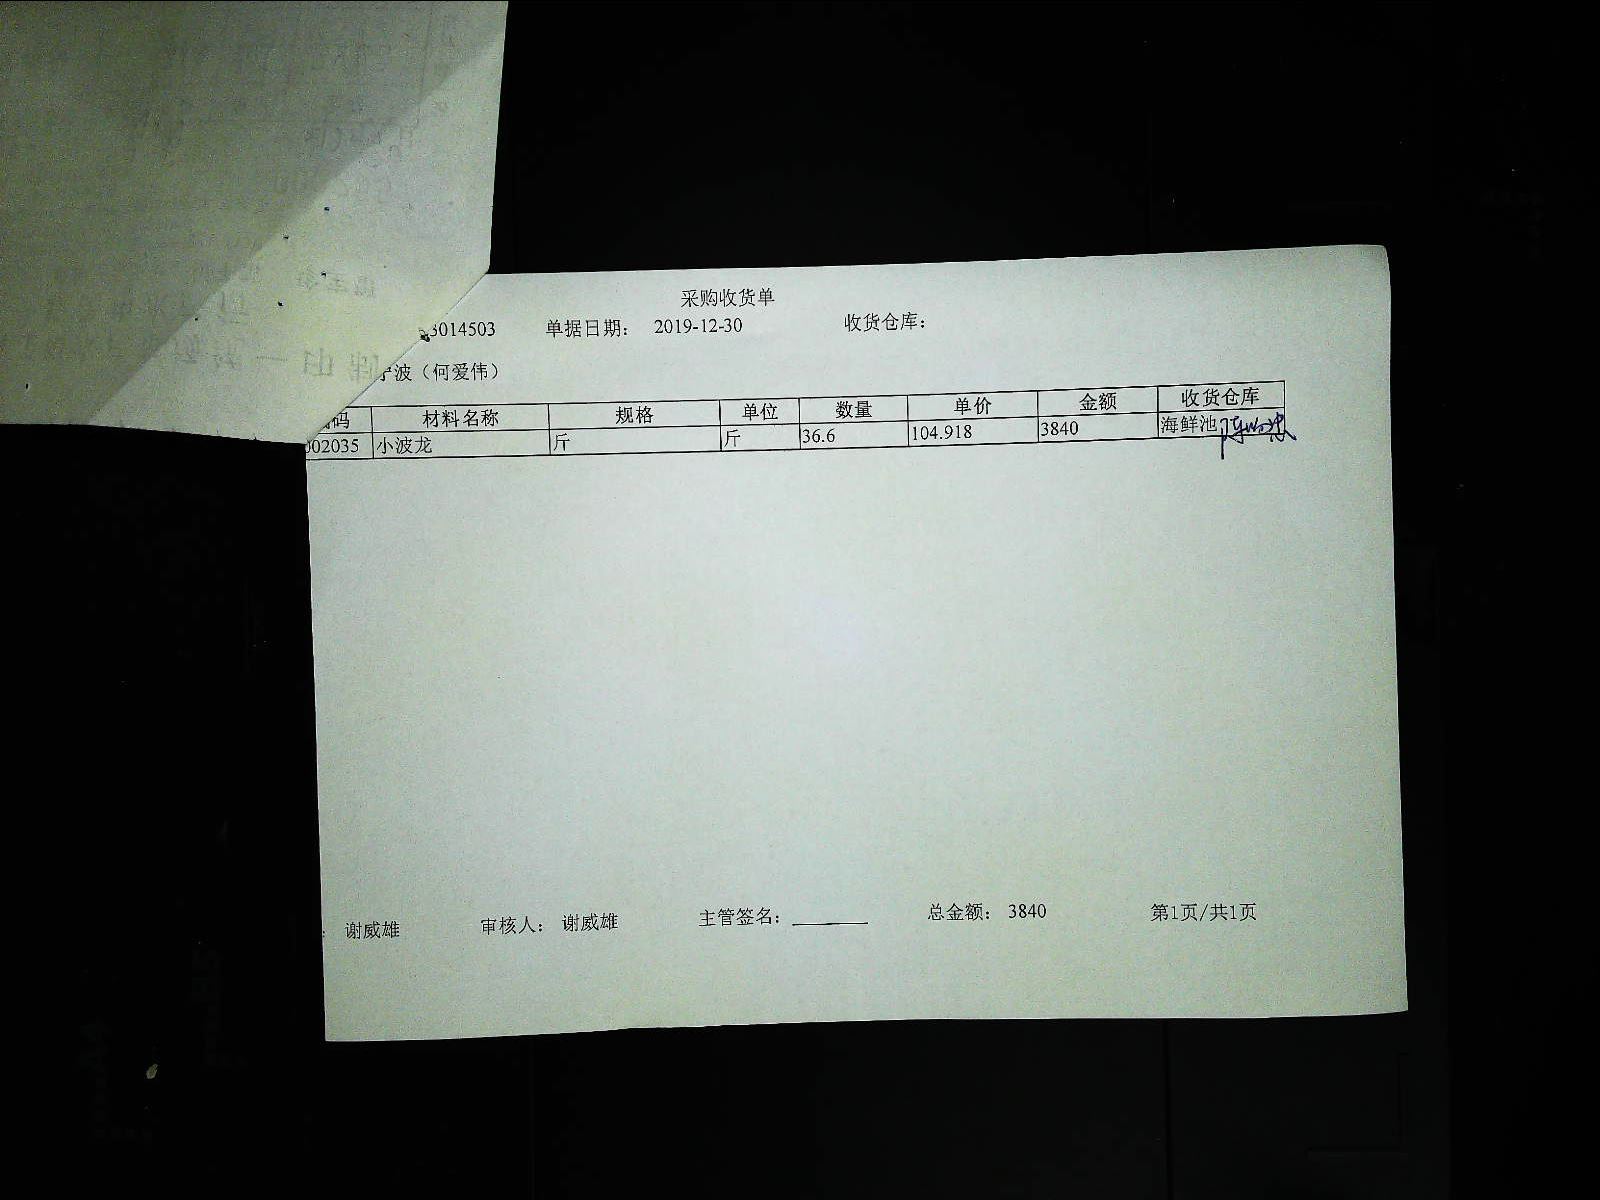 采购收货单
3014503 单据日期： 2019-12-30 收货仓库：
宁波（何爱伟）
码 材料名称 规格 单位 数量 单价 金额 收货仓库
002035 小波龙 斤 斤 36.6 104.918 3840 海鲜池
： 谢威雄 审核人： 谢威雄 主管签名： 总金额： 3840 第1页/共1页